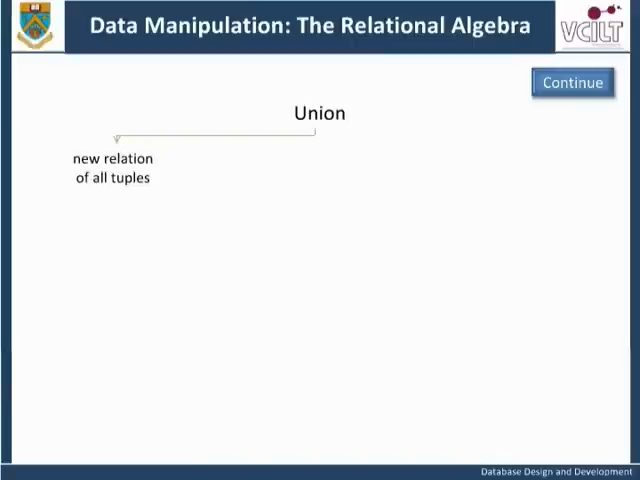 Data Manipulation: The Relational Algebra
VCILT
Continue
Union
new relation
of all tuples
Database Design and Development